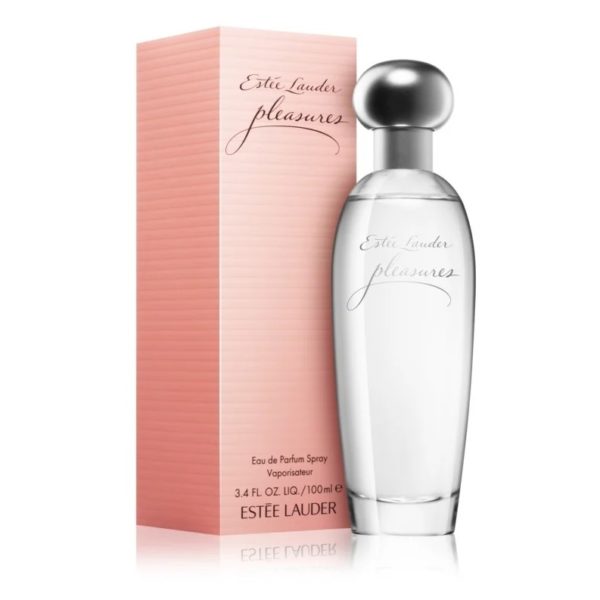 Estée Lauder
pleasures
Eau de Parfum Spray
Vaporisateur
3.4 FL. OZ. LIQ./100ml ℮
ESTĒE LAUDER
Estée Lauder
pleasures